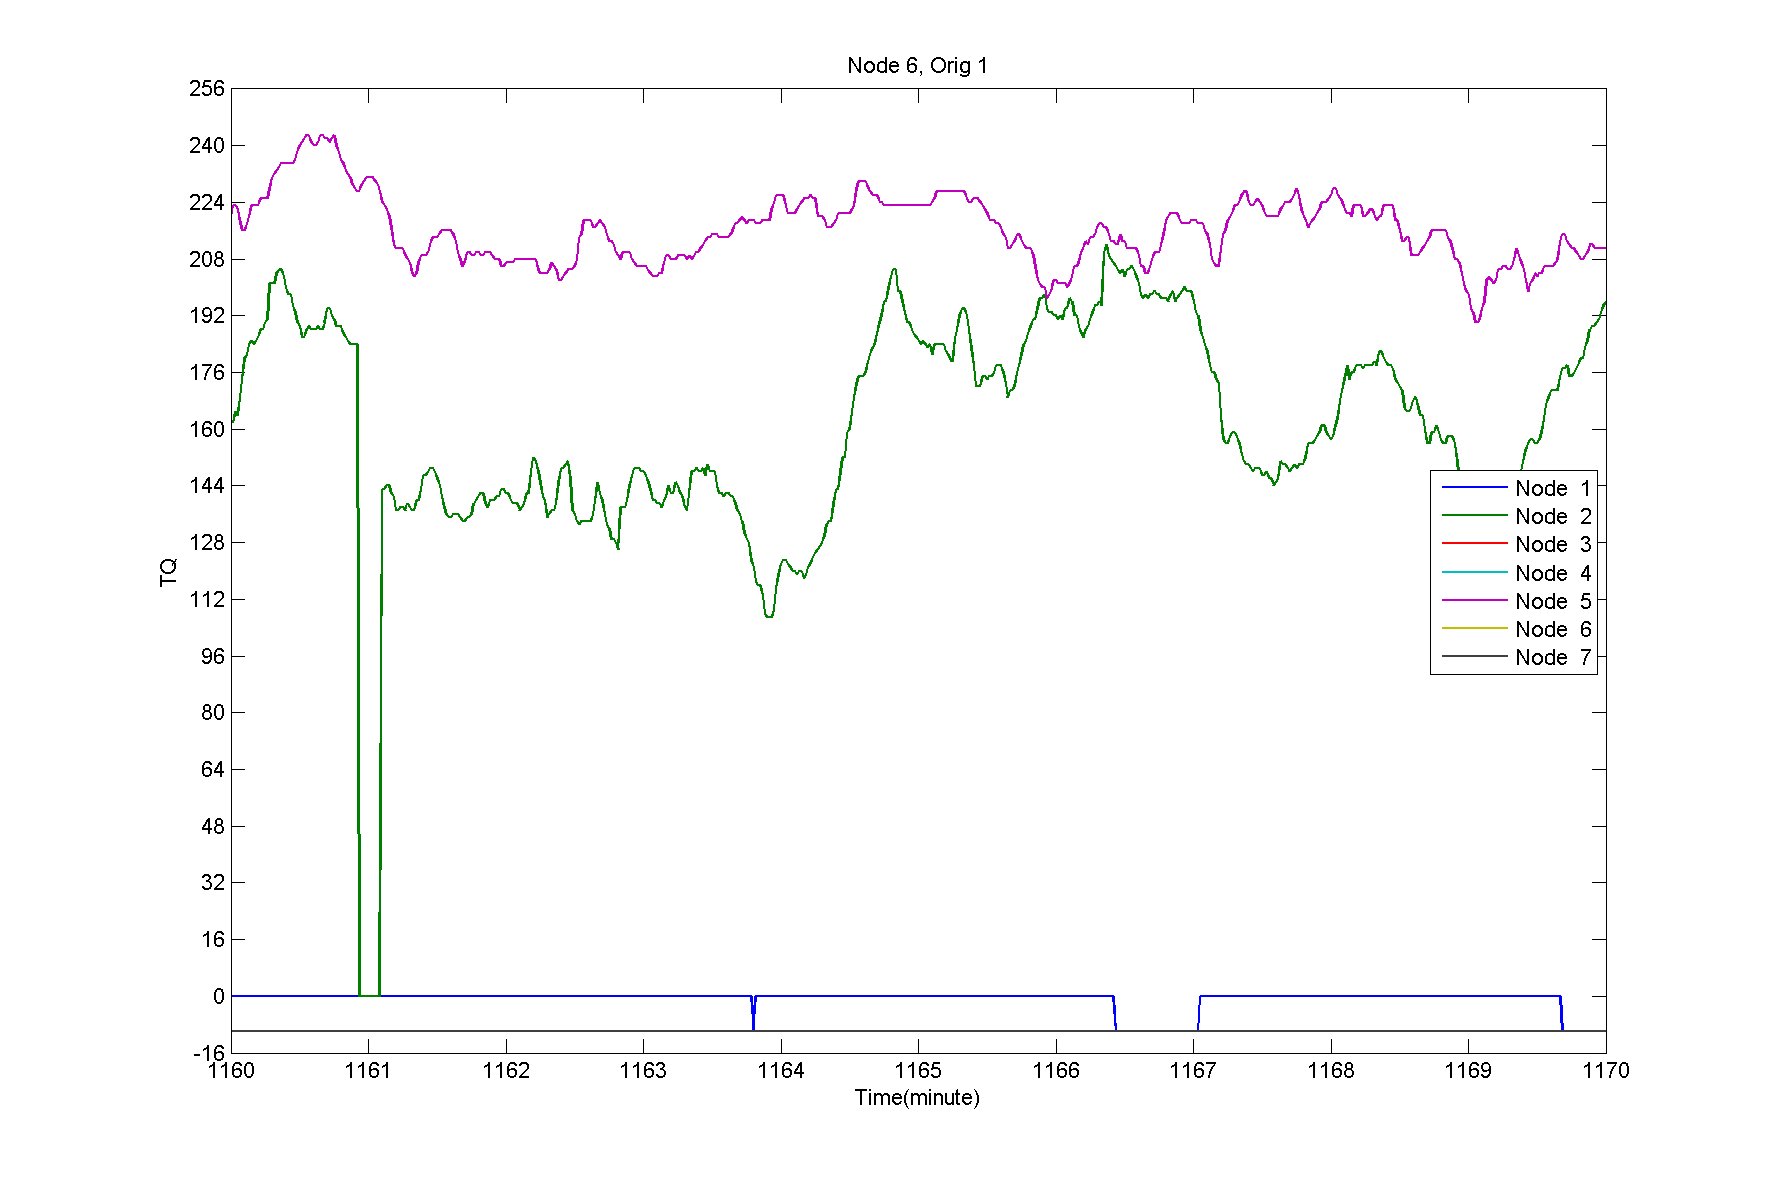 Node 6, Orig 1
256
240
224
208
192
176
160
144
128
112
96
80
64
48
32
16
0
-16
TQ
Node 1
Node 2
Node 3
Node 4
Node 5
Node 6
Node 7
1160 1161 1162 1163 1164 1165 1166 1167 1168 1169 1170
Time(minute)